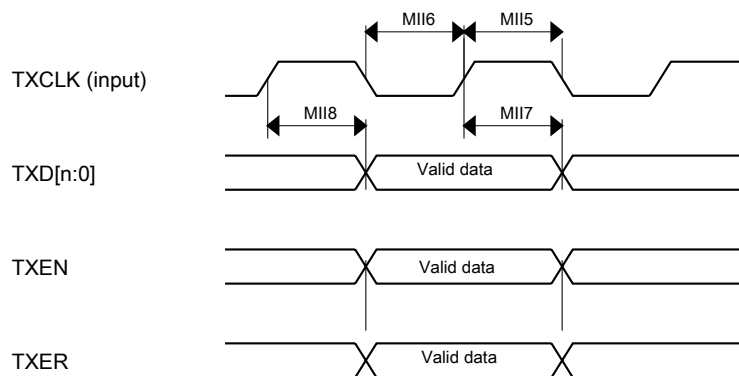 MII6 MII5
TXCLK (input)
MII8 MII7
TXD[n:0] Valid data
TXEN Valid data
TXER Valid data